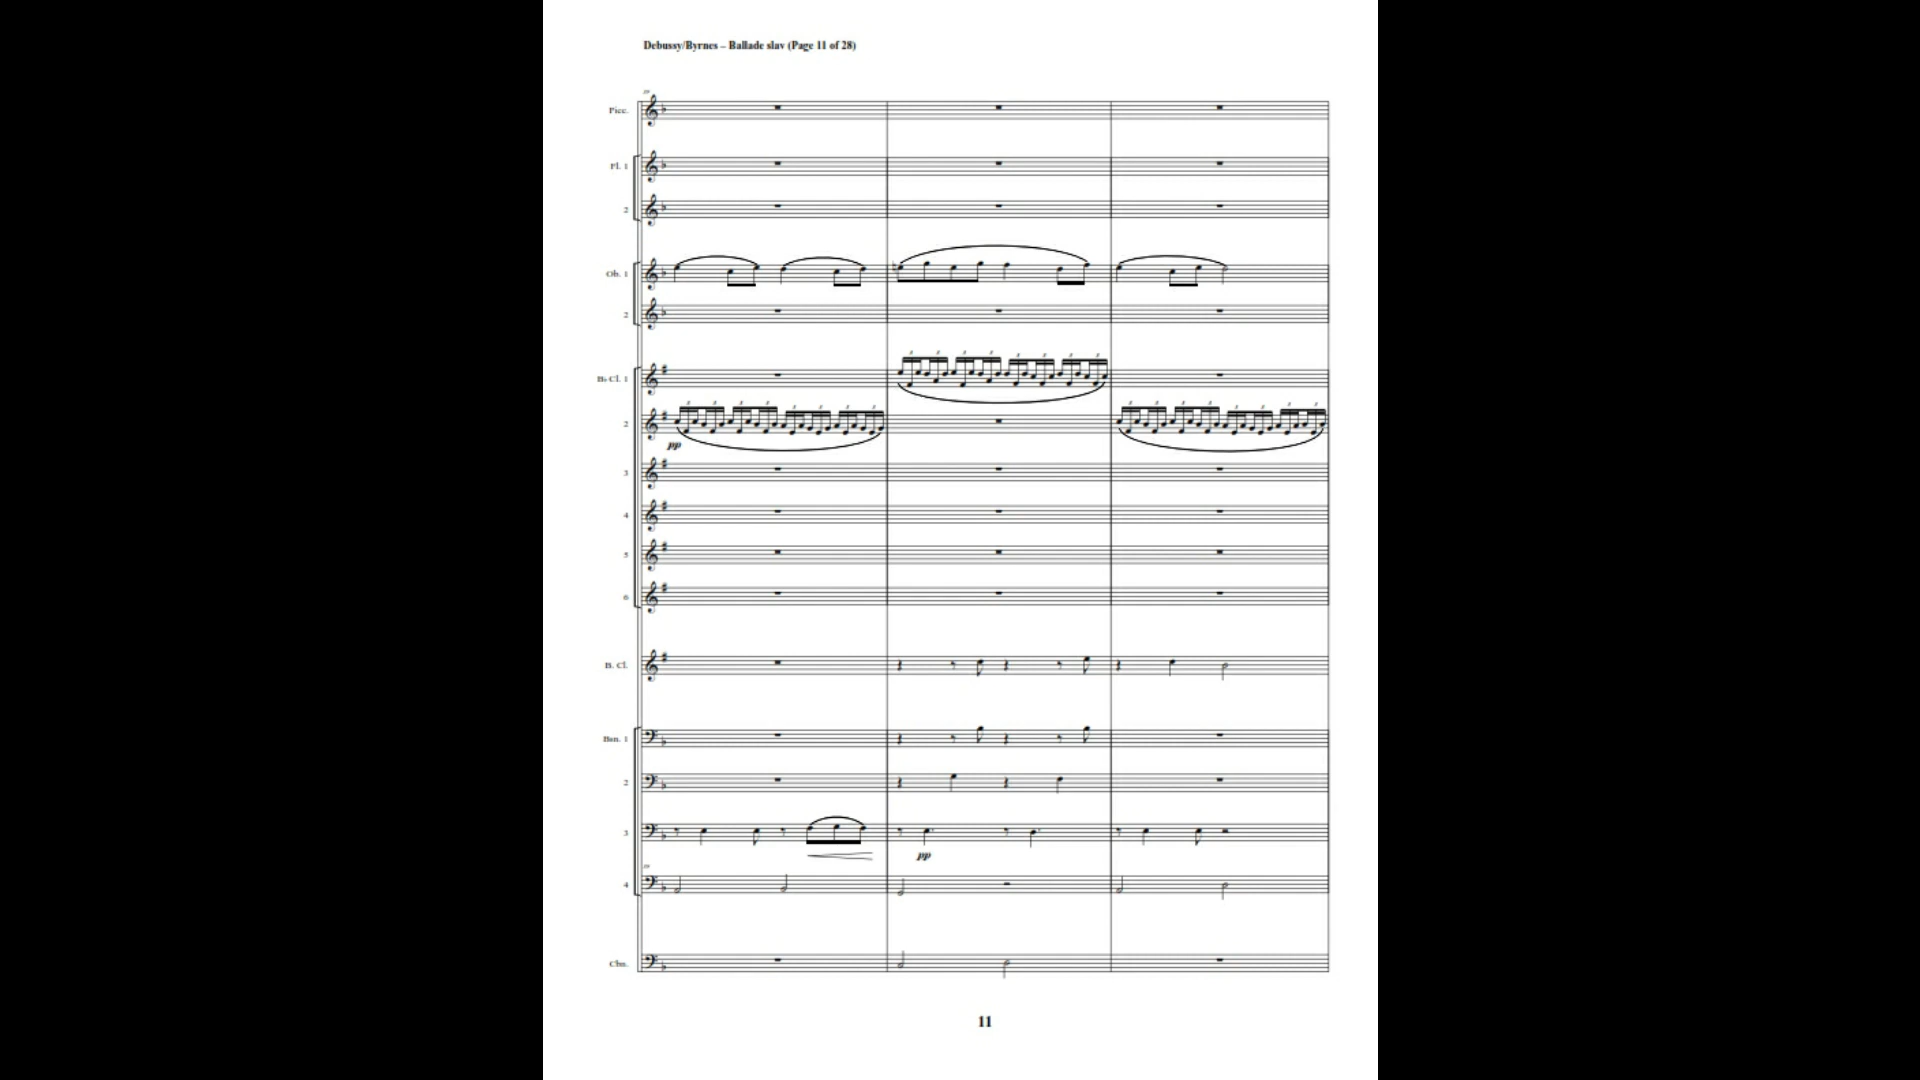 Debussy/Byrnes – Ballade slav (Page 11 of 28)
Picc.
Fl. 1
2
Ob. 1
2
B♭ Cl. 1
2
pp
3
4
5
6
B. Cl.
Bsn. 1
2
3
pp
4
Cbn.
11